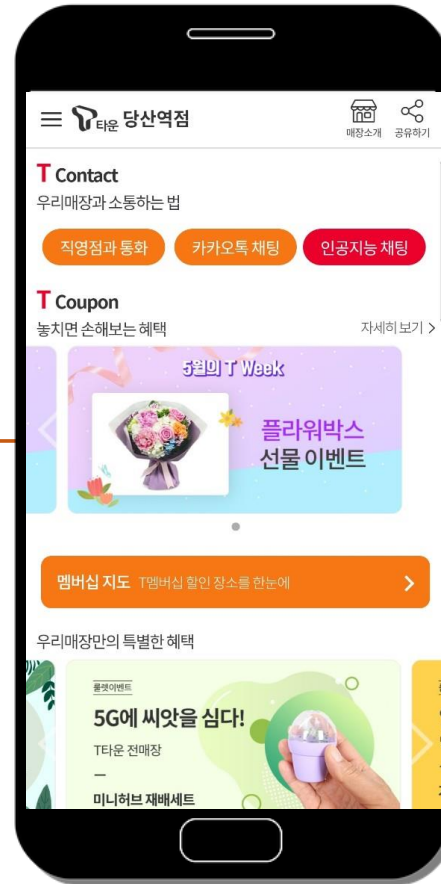 T타운 당산역점
매장소개 공유하기
T Contact
우리매장과 소통하는 법
직영점과 통화 카카오톡 채팅 인공지능 채팅
T Coupon
놓치면 손해보는 혜택 자세히 보기 >
5월의 T Week
플라워박스
선물 이벤트
멤버십 지도 T멤버십 할인 장소를 한눈에 >
우리매장만의 특별한 혜택
룰렛이벤트
5G에 씨앗을 심다!
T타운 전매장
미니허브 재배세트